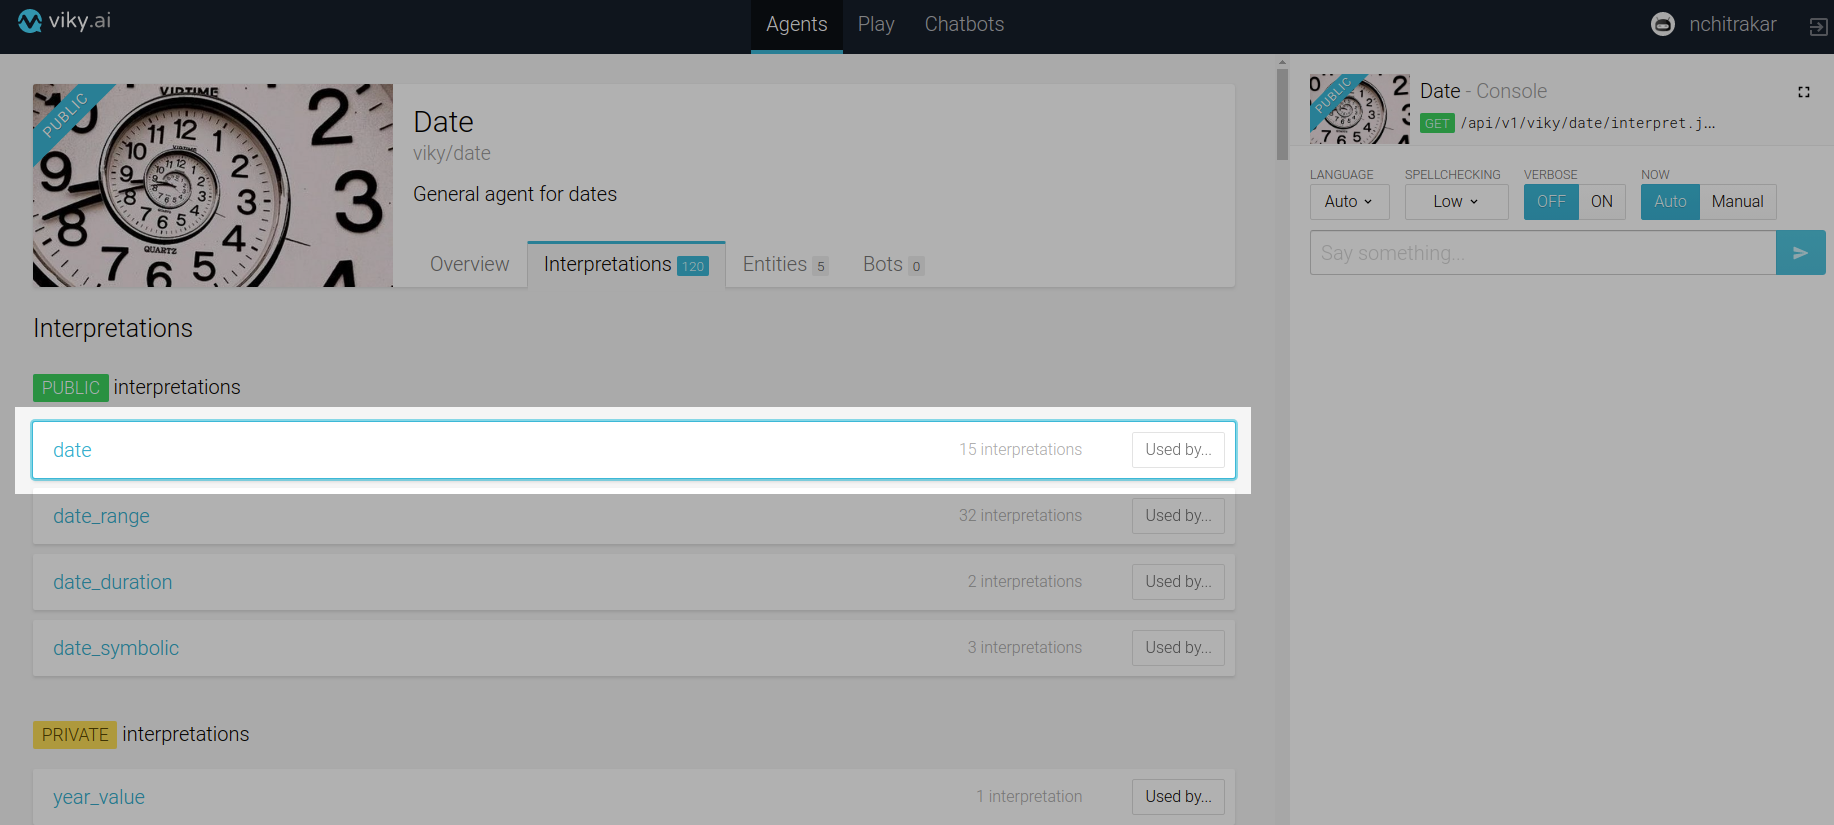 viky.ai
Agents
Play
Chatbots
nchitrakar
PUBLIC
Date
viky/date
General agent for dates
Overview
Interpretations 120
Entities 5
Bots 0
Interpretations
PUBLIC interpretations
date
15 interpretations
Used by...
date_range
32 interpretations
Used by...
date_duration
2 interpretations
Used by...
date_symbolic
3 interpretations
Used by...
PRIVATE interpretations
year_value
1 interpretation
Used by...
PUBLIC
Date - Console
GET /api/v1/viky/date/interpret.j...
LANGUAGE
Auto
SPELLCHECKING
Low
VERBOSE
OFF ON
NOW
Auto Manual
Say something...